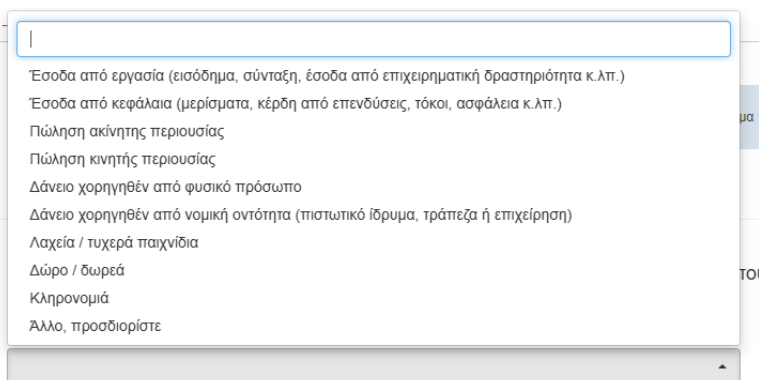 Έσοδα από εργασία (εισόδημα, σύνταξη, έσοδα από επιχειρηματική δραστηριότητα κ.λπ.)
Έσοδα από κεφάλαια (μερίσματα, κέρδη από επενδύσεις, τόκοι, ασφάλεια κ.λπ.)
μα
Πώληση ακίνητης περιουσίας
Πώληση κινητής περιουσίας
Δάνειο χορηγηθέν από φυσικό πρόσωπο
Δάνειο χορηγηθέν από νομική οντότητα (πιστωτικό ίδρυμα, τράπεζα ή επιχείρηση)
Λαχεία / τυχερά παιχνίδια
Δώρο / δωρεά
του
Κληρονομιά
Άλλο, προσδιορίστε